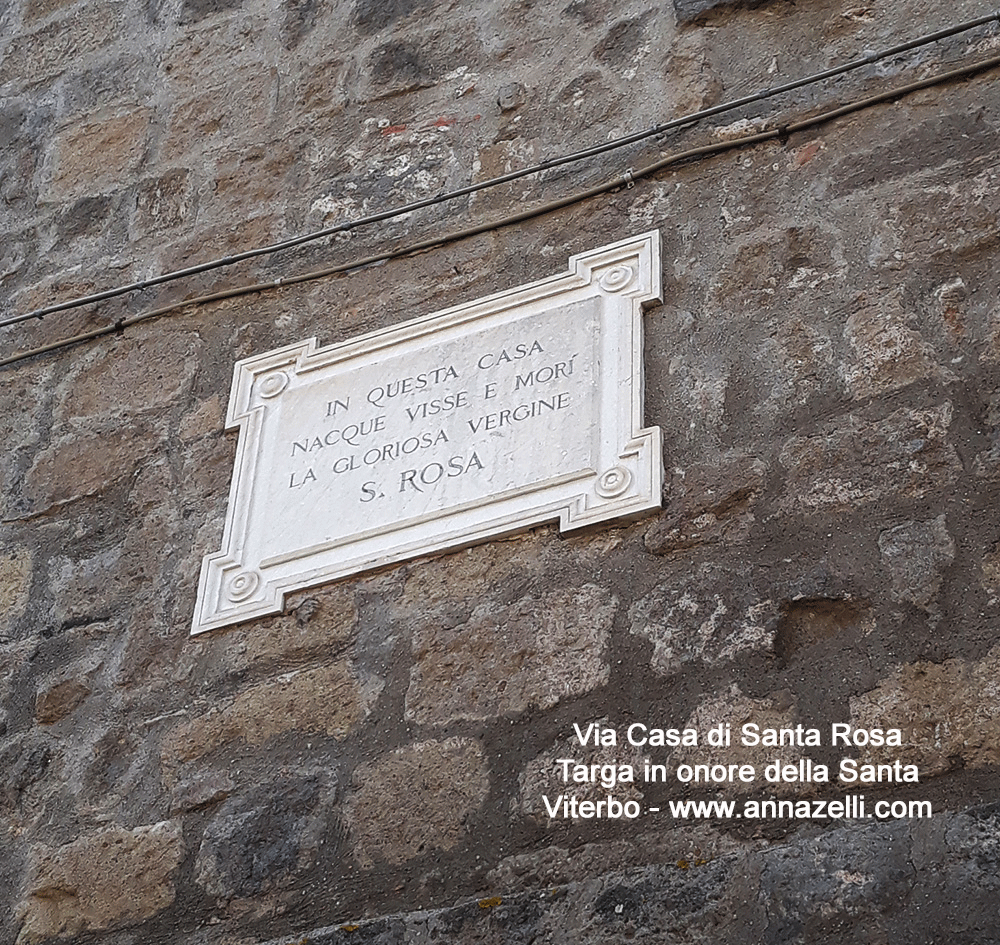 IN QUESTA CASA
NACQUE VISSE E MORÍ
LA GLORIOSA VERGINE
S. ROSA
Via Casa di Santa Rosa
Targa in onore della Santa
Viterbo - www.annazelli.com